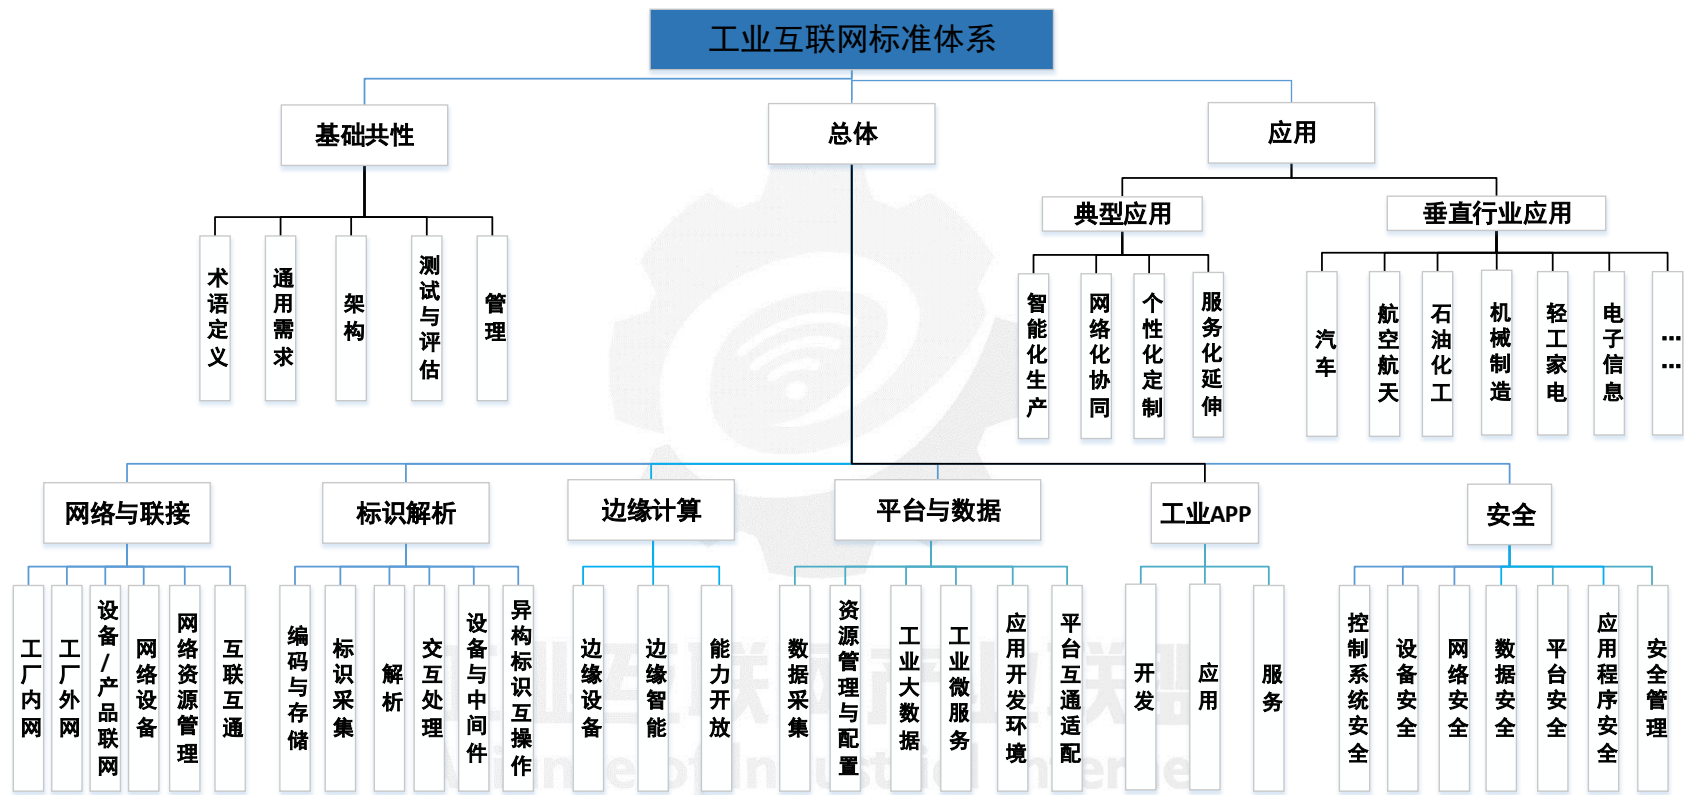 工业互联网标准体系
基础共性
总体
应用
典型应用
垂直行业应用
术语定义
通用需求
架构
测试与评估
管理
智能化生产
网络化协同
个性化定制
服务化延伸
汽车
航空航天
石油化工
机械制造
轻工家电
电子信息
……
网络与联接
标识解析
边缘计算
平台与数据
工业APP
安全
工厂内网
工厂外网
设备/产品联网
网络设备
网络资源管理
互联互通
编码与存储
标识采集
解析
交互处理
设备与中间件
异构标识互操作
边缘设备
边缘智能
能力开放
数据采集
资源管理与配置
工业大数据
工业微服务
应用开发环境
平台互通适配
开发
应用
服务
控制系统安全
设备安全
网络安全
数据安全
平台安全
应用程序安全
安全管理
工业互联网产业联盟
Alliance of Industrial Internet